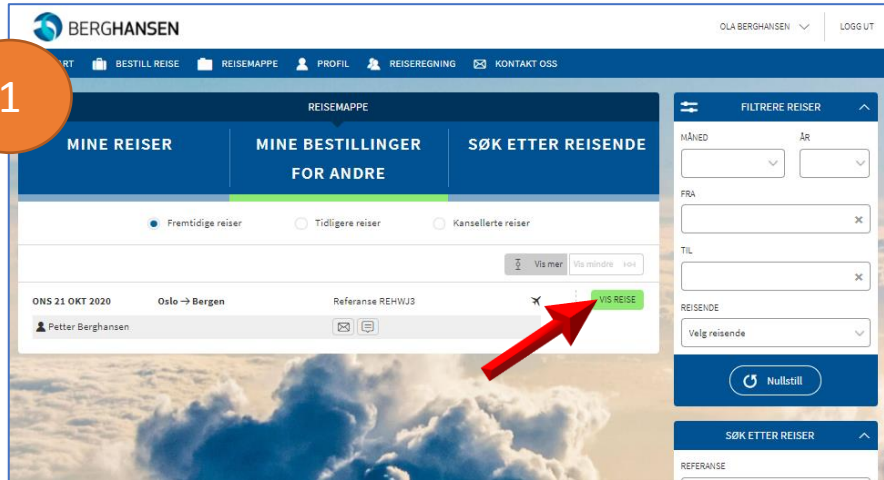 BERGHANSEN
OLA BERGHANSEN
LOGG UT
1
RT
BESTILL REISE
REISEMAPPE
PROFIL
REISEREGNING
KONTAKT OSS
REISEMAPPE
MINE REISER
MINE BESTILLINGER
FOR ANDRE
SØK ETTER REISENDE
Fremtidige reiser
Tidligere reiser
Kansellerte reiser
Vis mer
Vis mindre
ONS 21 OKT 2020
Oslo → Bergen
Referanse REHWJ3
VIS REISE
Petter Berghansen
FILTRERE REISER
MÅNED
ÅR
FRA
TIL
REISENDE
Velg reisende
Nullstill
SØK ETTER REISER
REFERANSE